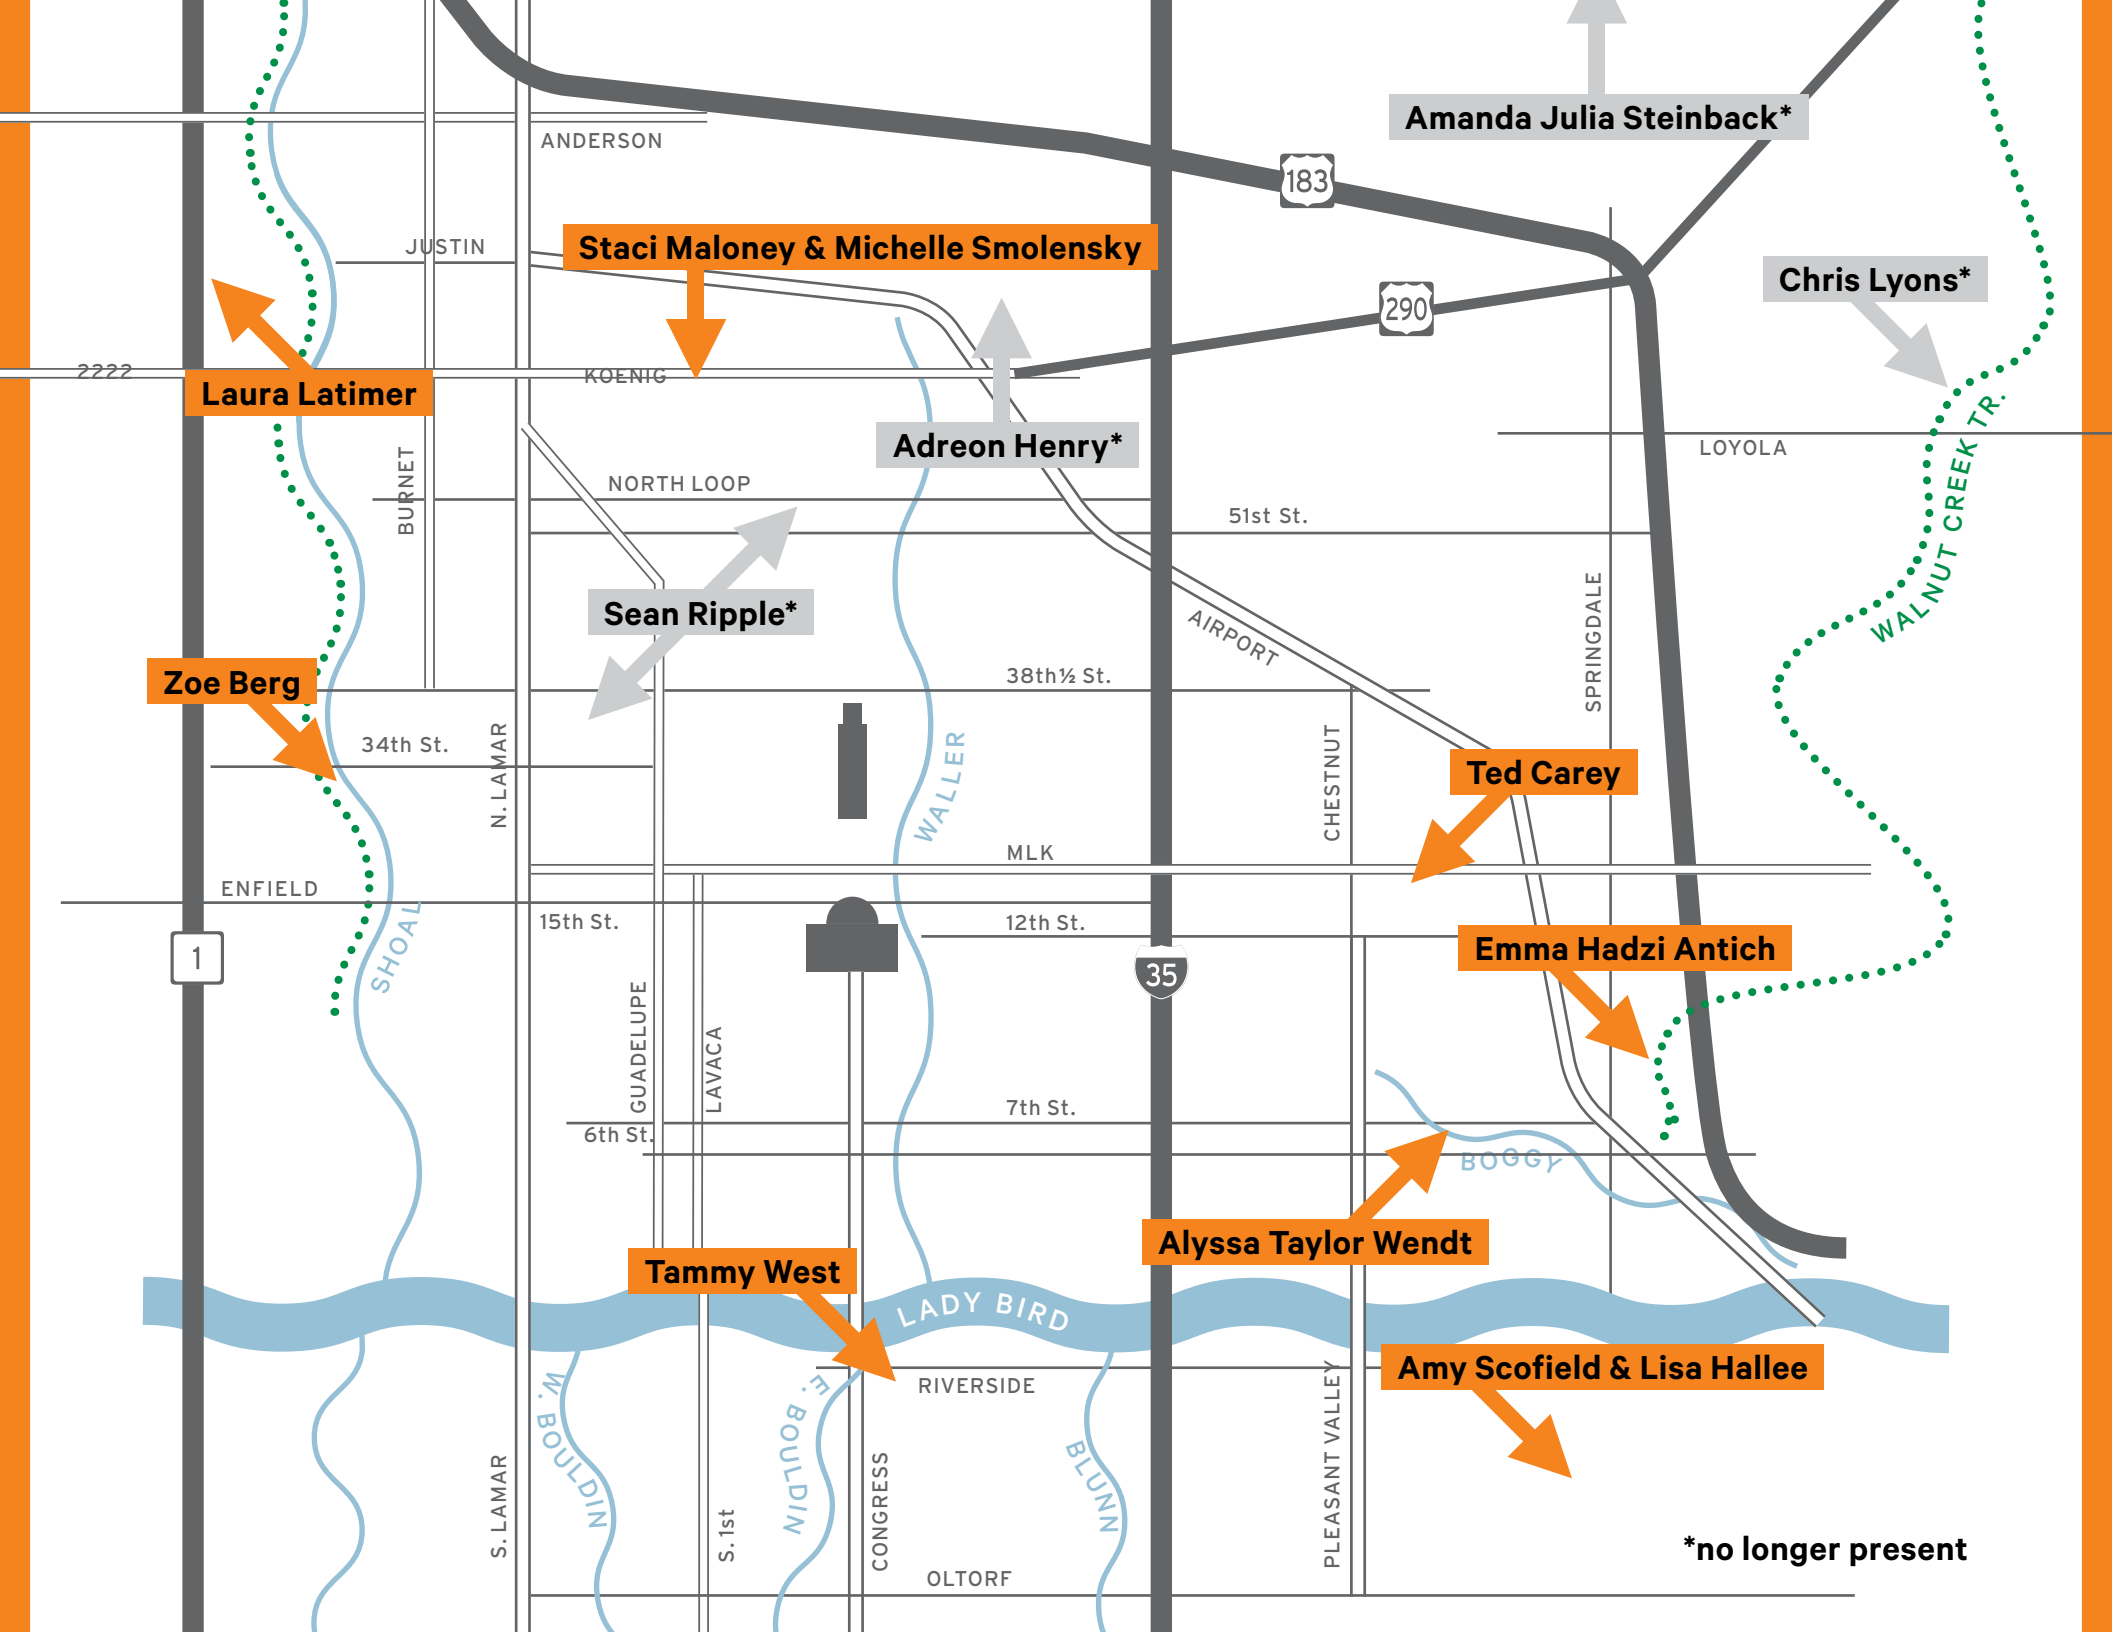 Amanda Julia Steinback*
ANDERSON
183
JUSTIN
Staci Maloney & Michelle Smolensky
Chris Lyons*
290
2222
KOENIG
Laura Latimer
Adreon Henry*
LOYOLA
WALNUT CREEK TR.
BURNET
NORTH LOOP
51st St.
Sean Ripple*
AIRPORT
SPRINGDALE
38th½ St.
Zoe Berg
34th St.
N. LAMAR
WALLER
CHESTNUT
Ted Carey
MLK
ENFIELD
15th St.
12th St.
SHOAL
1
35
Emma Hadzi Antich
GUADELUPE
LAVACA
7th St.
6th St.
BOGGY
Alyssa Taylor Wendt
Tammy West
LADY BIRD
Amy Scofield & Lisa Hallee
RIVERSIDE
W. BOULDIN
E. BOULDIN
BLUNN
PLEASANT VALLEY
S. LAMAR
S. 1st
CONGRESS
*no longer present
OLTORF